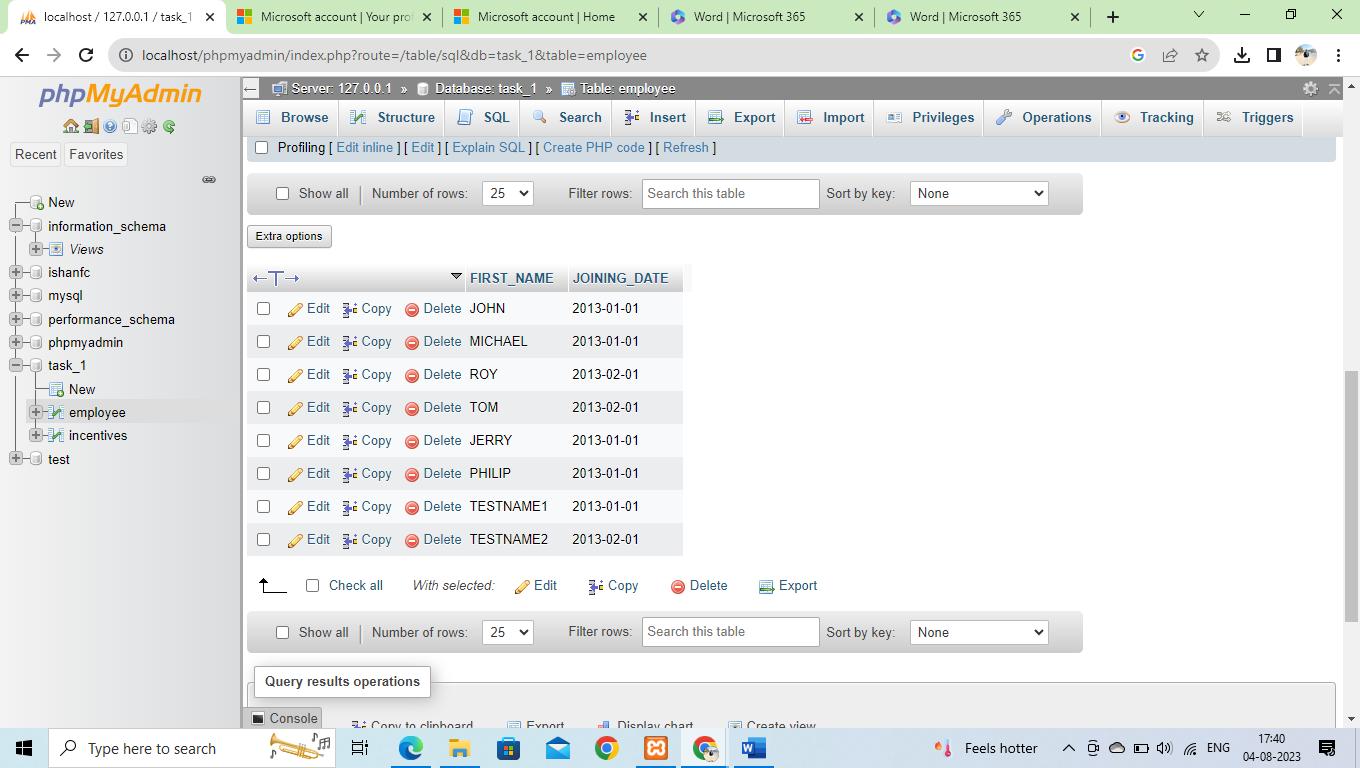 localhost / 127.0.0.1 / task_1
Microsoft account | Your prof
Microsoft account | Home
Word | Microsoft 365
Word | Microsoft 365
localhost/phpmyadmin/index.php?route=/table/sql&db=task_1&table=employee
phpMyAdmin
Recent Favorites
New
information_schema
Views
ishanfc
mysql
performance_schema
phpmyadmin
task_1
New
employee
incentives
test
Server: 127.0.0.1 » Database: task_1 » Table: employee
Browse Structure SQL Search Insert Export Import Privileges Operations Tracking Triggers
Profiling [ Edit inline ] [ Edit ] [ Explain SQL ] [ Create PHP code ] [ Refresh ]
Show all Number of rows: 25 Filter rows: Search this table Sort by key: None
Extra options
←T→ FIRST_NAME JOINING_DATE
Edit Copy Delete JOHN 2013-01-01
Edit Copy Delete MICHAEL 2013-01-01
Edit Copy Delete ROY 2013-02-01
Edit Copy Delete TOM 2013-02-01
Edit Copy Delete JERRY 2013-01-01
Edit Copy Delete PHILIP 2013-01-01
Edit Copy Delete TESTNAME1 2013-01-01
Edit Copy Delete TESTNAME2 2013-02-01
Check all With selected: Edit Copy Delete Export
Show all Number of rows: 25 Filter rows: Search this table Sort by key: None
Query results operations
Console Copy to clipboard Export Display chart Create view
Type here to search
Feels hotter
ENG
17:40
04-08-2023